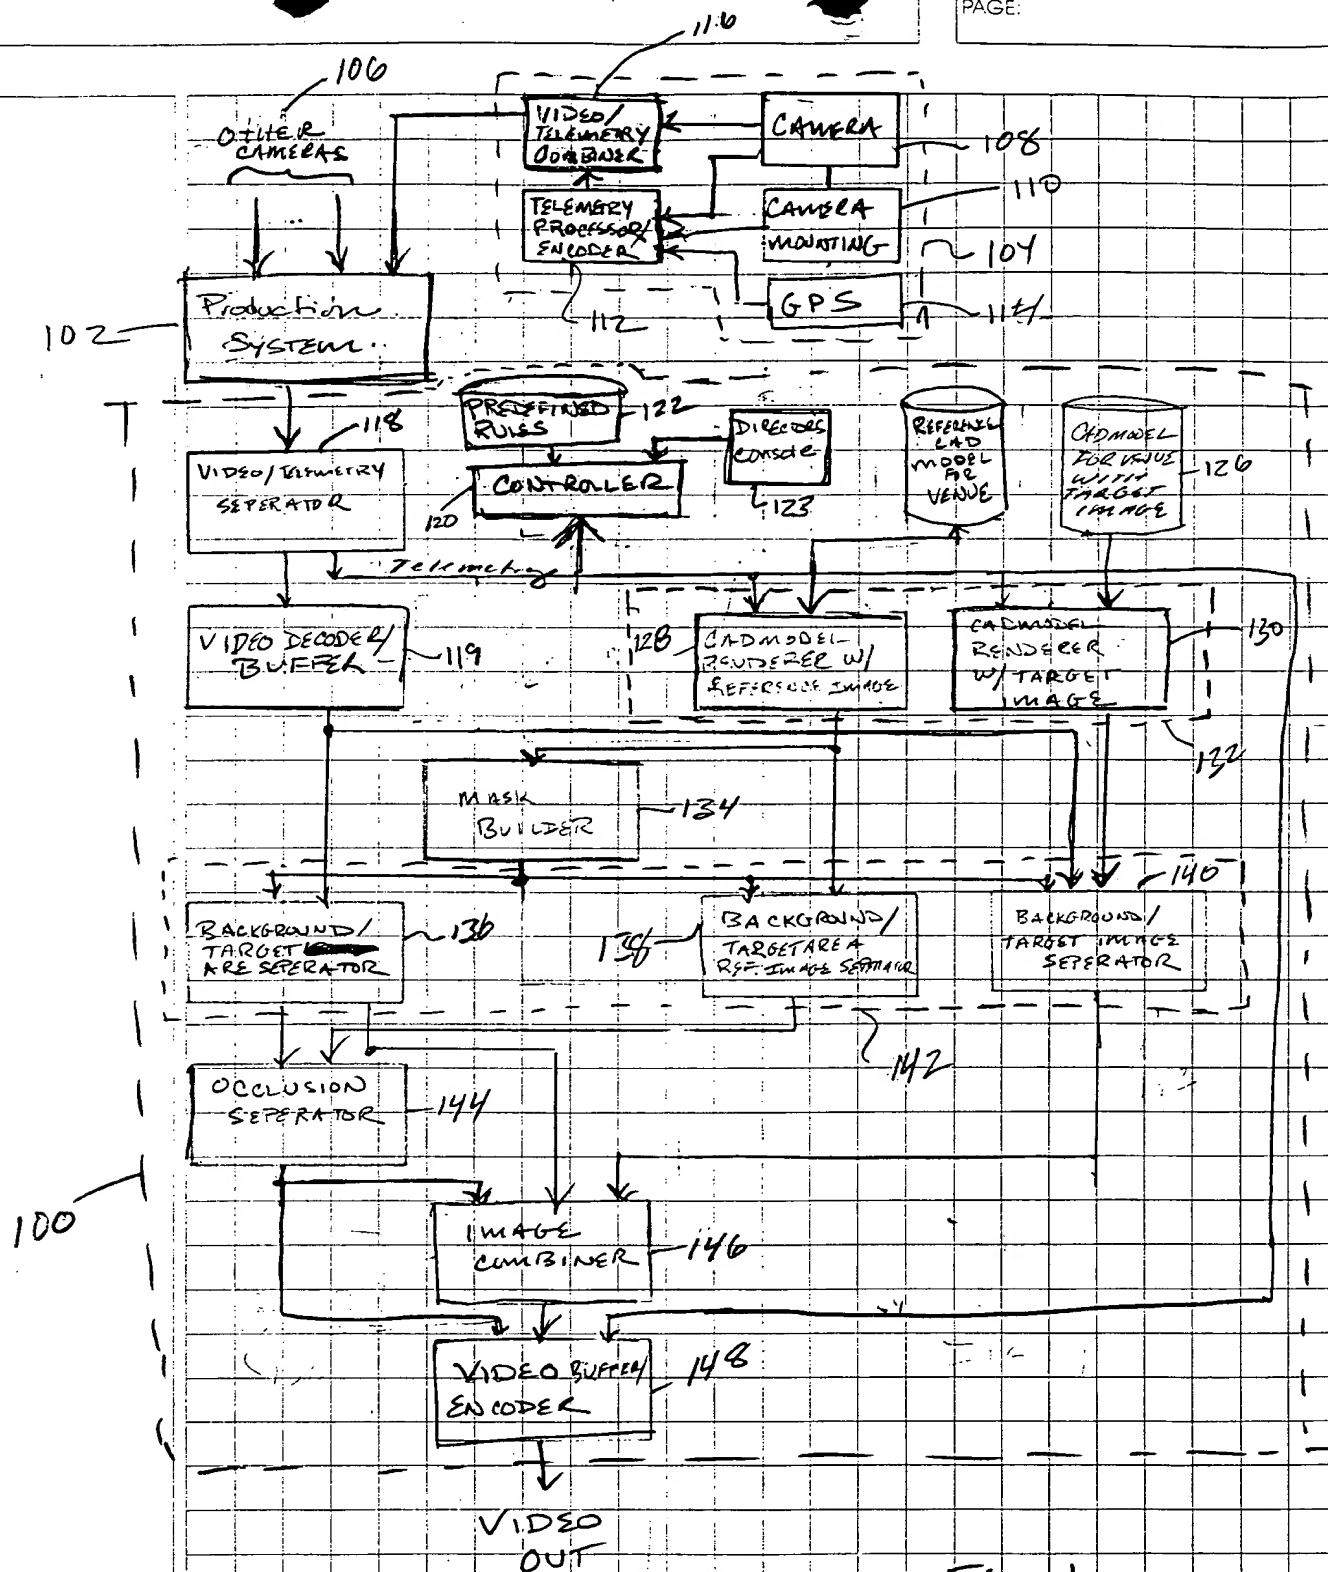 PAGE:
116
106
OTHER
CAMERAS
VIDEO/
TELEMETRY
COMBINER
CAMERA
108
TELEMETRY
PROCESSOR/
ENCODER
CAMERA
MOUNTING
110
104
GPS
114
112
102
Production
SYSTEM
118
PREDEFINED
RULES
122
DIRECTORS
console
123
REFERENCE
CAD
MODEL
FOR
VENUE
CADMODEL
FOR VENUE
WITH
TARGET
IMAGE
126
VIDEO/TELEMETRY
SEPERATOR
CONTROLLER
120
Telemetry
VIDEO DECODER/
BUFFER
119
128
CADMODEL
RENDERER W/
REFERENCE IMAGE
CADMODEL
RENDERER
W/ TARGET
IMAGE
130
132
MASK
BUILDER
134
140
BACKGROUND/
TARGET
ARE SEPERATOR
136
138
BACKGROUND/
TARGET AREA
REF. IMAGE SEPERATOR
BACKGROUND/
TARGET IMAGE
SEPERATOR
142
OCCLUSION
SEPERATOR
144
100
IMAGE
COMBINER
146
VIDEO BUFFER/
ENCODER
148
VIDEO
OUT